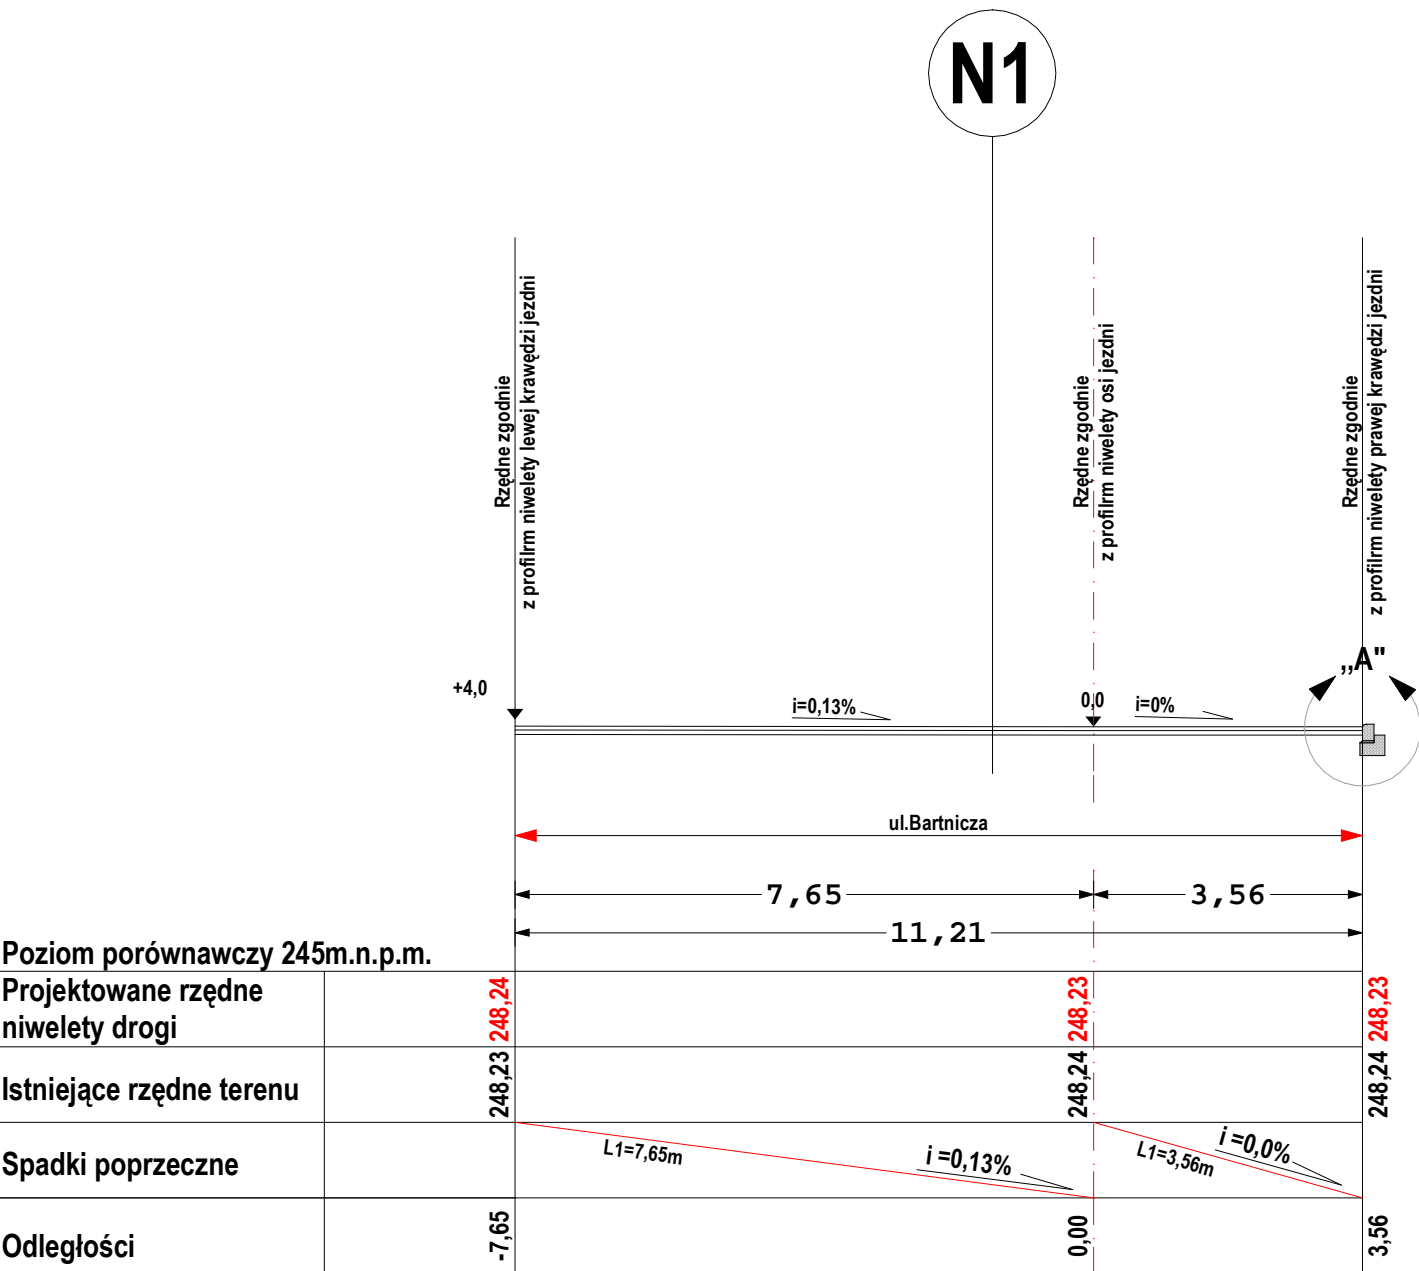 N1
Rzędne zgodnie
z profilrm niwelety lewej krawędzi jezdni
Rzędne zgodnie
z profilrm niwelety osi jezdni
Rzędne zgodnie
z profilrm niwelety prawej krawędzi jezdni
„A"
+4,0
i=0,13%
0,0
i=0%
ul.Bartnicza
7,65
3,56
11,21
Poziom porównawczy 245m.n.p.m.
Projektowane rzędne
niwelety drogi
248,24
248,23
248,23
Istniejące rzędne terenu
248,23
248,24
248,24
Spadki poprzeczne
L1=7,65m
i =0,13%
L1=3,56m
i =0,0%
Odległości
-7,65
0,00
3,56